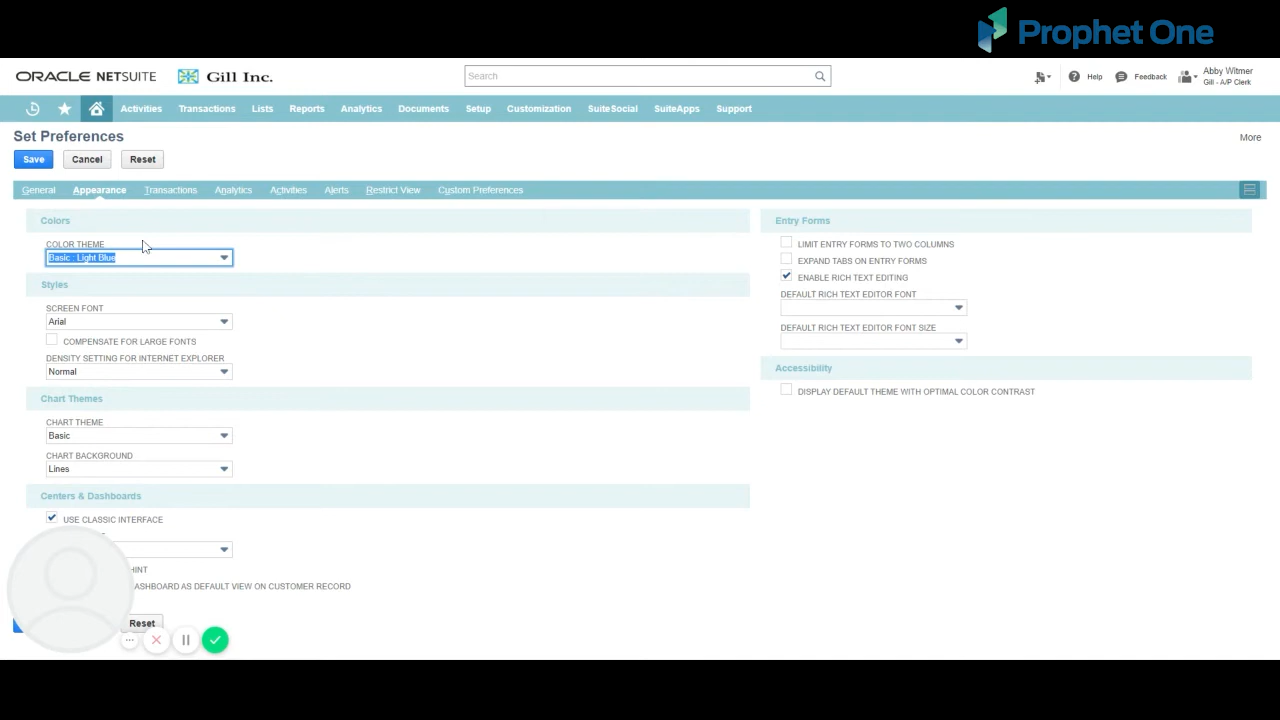 Prophet One
ORACLE NETSUITE
Gill Inc.
Search
Help
Feedback
Abby Witmer
Gill - A/P Clerk
Activities
Transactions
Lists
Reports
Analytics
Documents
Setup
Customization
SuiteSocial
SuiteApps
Support
Set Preferences
More
Save
Cancel
Reset
General
Appearance
Transactions
Analytics
Activities
Alerts
Restrict View
Custom Preferences
Colors
COLOR THEME
Basic : Light Blue
Styles
SCREEN FONT
Arial
COMPENSATE FOR LARGE FONTS
DENSITY SETTING FOR INTERNET EXPLORER
Normal
Chart Themes
CHART THEME
Basic
CHART BACKGROUND
Lines
Centers & Dashboards
USE CLASSIC INTERFACE
HINT
ASHBOARD AS DEFAULT VIEW ON CUSTOMER RECORD
Reset
Entry Forms
LIMIT ENTRY FORMS TO TWO COLUMNS
EXPAND TABS ON ENTRY FORMS
ENABLE RICH TEXT EDITING
DEFAULT RICH TEXT EDITOR FONT
DEFAULT RICH TEXT EDITOR FONT SIZE
Accessibility
DISPLAY DEFAULT THEME WITH OPTIMAL COLOR CONTRAST